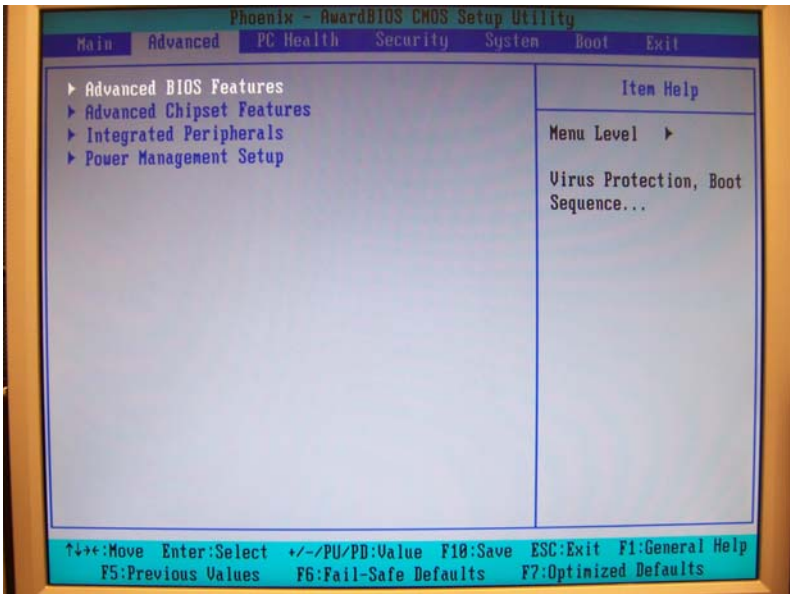 Phoenix - AwardBIOS CMOS Setup Utility
Main Advanced PC Health Security System Boot Exit
▶ Advanced BIOS Features
▶ Advanced Chipset Features
▶ Integrated Peripherals
▶ Power Management Setup
Item Help
Menu Level ▶
Virus Protection, Boot
Sequence...
↑↓→←:Move Enter:Select +/-/PU/PD:Value F10:Save ESC:Exit F1:General Help
F5:Previous Values F6:Fail-Safe Defaults F7:Optimized Defaults